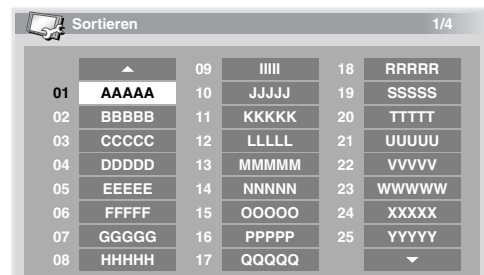 Sortieren 1/4
01 AAAAA
02 BBBBB
03 CCCCC
04 DDDDD
05 EEEEE
06 FFFFF
07 GGGGG
08 HHHHH
09 IIIII
10 JJJJJ
11 KKKKK
12 LLLLL
13 MMMMM
14 NNNNN
15 OOOOO
16 PPPPP
17 QQQQQ
18 RRRRR
19 SSSSS
20 TTTTT
21 UUUUU
22 VVVVV
23 WWWWW
24 XXXXX
25 YYYYY